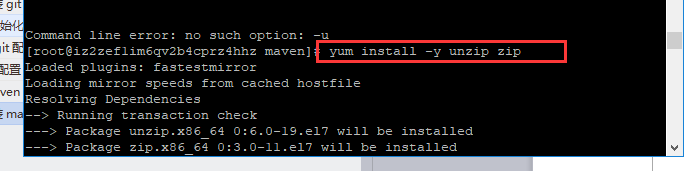 git
始化
git 配
配置
ven
ma
Command line error: no such option: -u
[root@iz2zef1im6qv2b4cprz4hhz maven]# yum install -y unzip zip
Loaded plugins: fastestmirror
Loading mirror speeds from cached hostfile
Resolving Dependencies
--> Running transaction check
---> Package unzip.x86_64 0:6.0-19.el7 will be installed
---> Package zip.x86_64 0:3.0-11.el7 will be installed